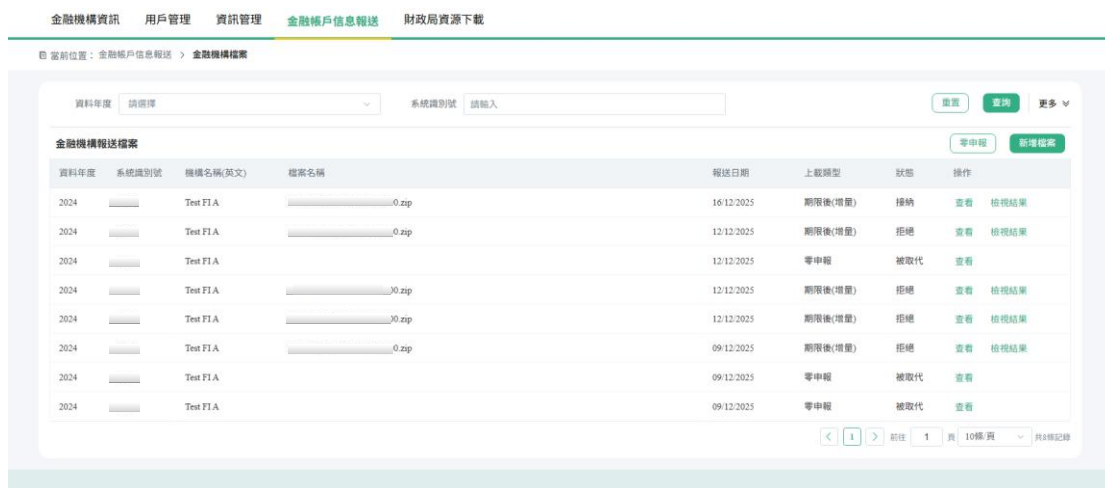 金融機構資訊 用戶管理 資訊管理 金融帳戶信息報送 財政局資源下載
當前位置： 金融帳戶信息報送 > 金融機構檔案
資料年度 請選擇 系統識別號 請輸入 重置 查詢 更多
金融機構報送檔案 零申報 新增檔案
資料年度 系統識別號 機構名稱(英文) 檔案名稱 報送日期 上載類型 狀態 操作
2024 Test FI A 0.zip 16/12/2025 期限後(增量) 接納 查看 檢視結果
2024 Test FI A 0.zip 12/12/2025 期限後(增量) 拒絕 查看 檢視結果
2024 Test FI A 12/12/2025 零申報 被取代 查看
2024 Test FI A 00.zip 12/12/2025 期限後(增量) 拒絕 查看 檢視結果
2024 Test FI A 00.zip 12/12/2025 期限後(增量) 拒絕 查看 檢視結果
2024 Test FI A 0.zip 09/12/2025 期限後(增量) 拒絕 查看 檢視結果
2024 Test FI A 09/12/2025 零申報 被取代 查看
2024 Test FI A 09/12/2025 零申報 被取代 查看
< 1 > 前往 1 頁 10條/頁 共8條記錄